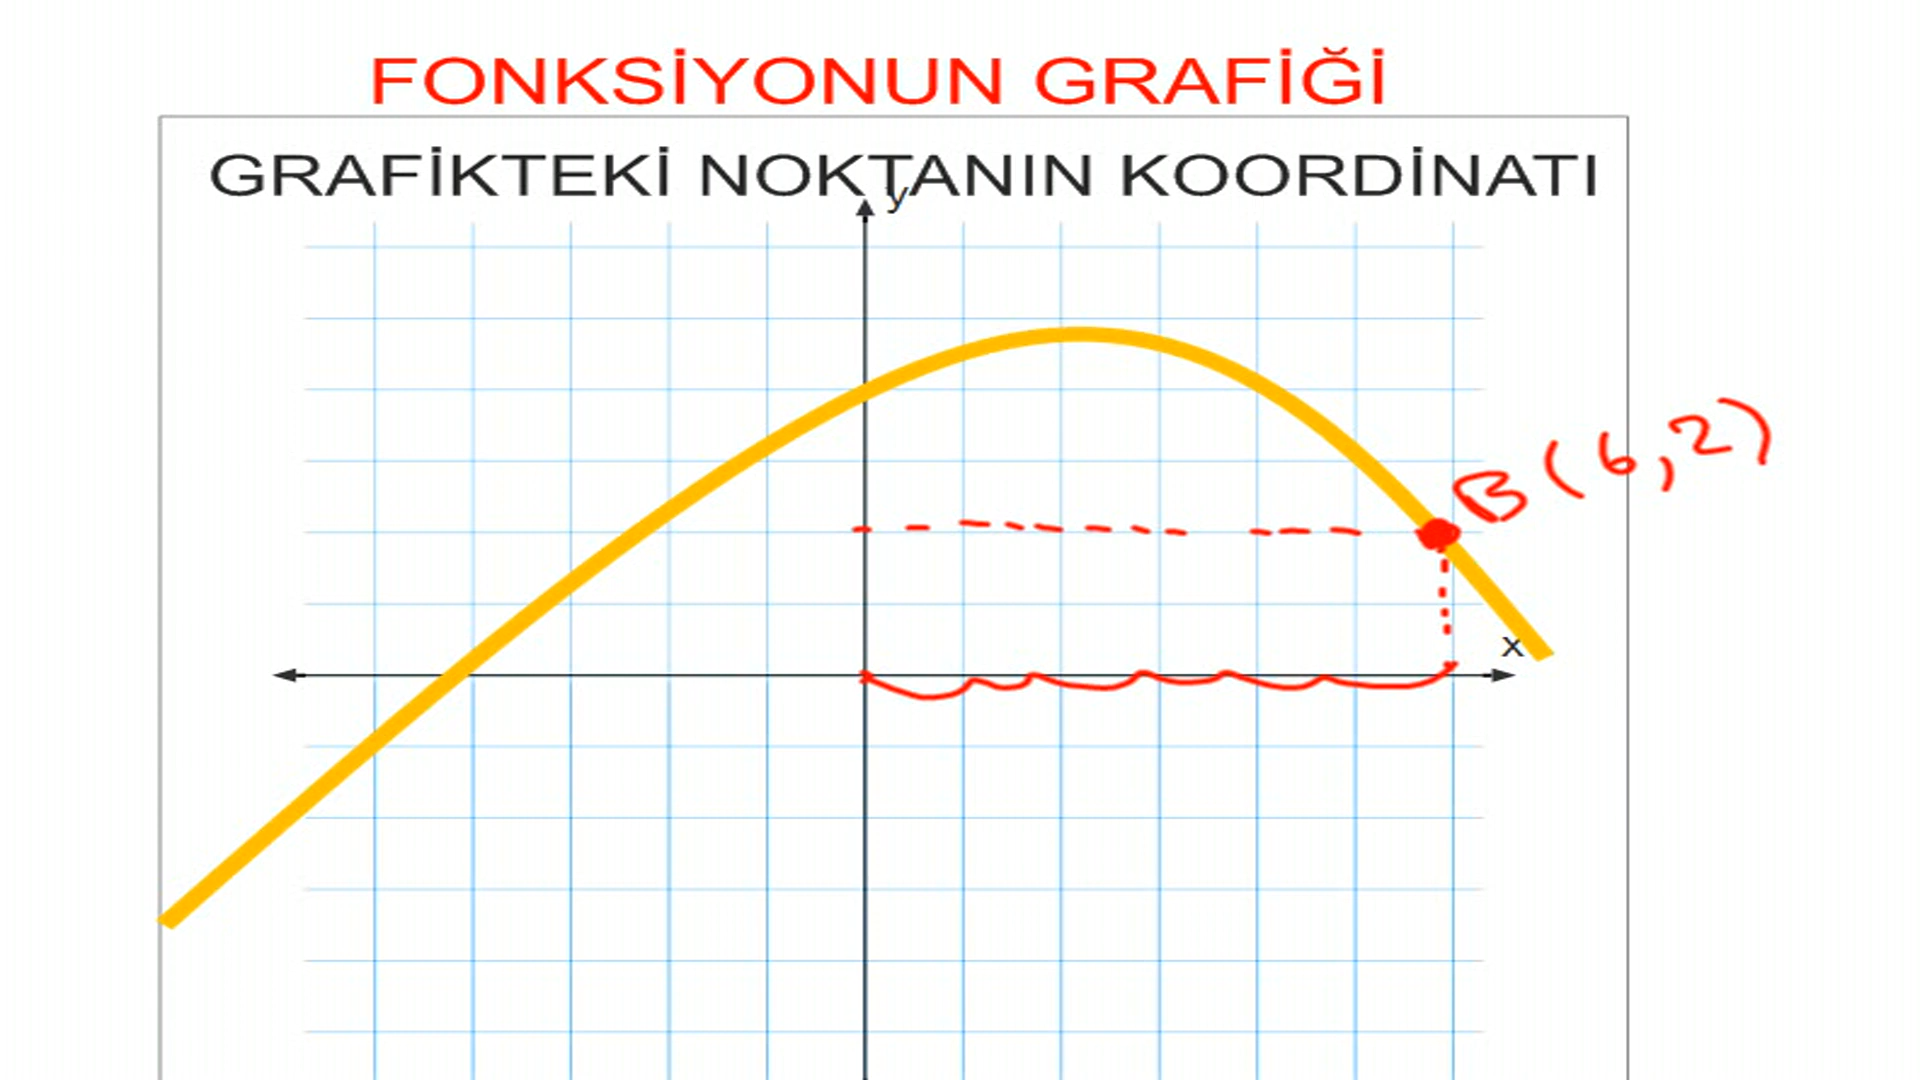 FONKSİYONUN GRAFİĞİ
GRAFİKTEKİ NOKTANIN KOORDİNATI
y
B (6,2)
x